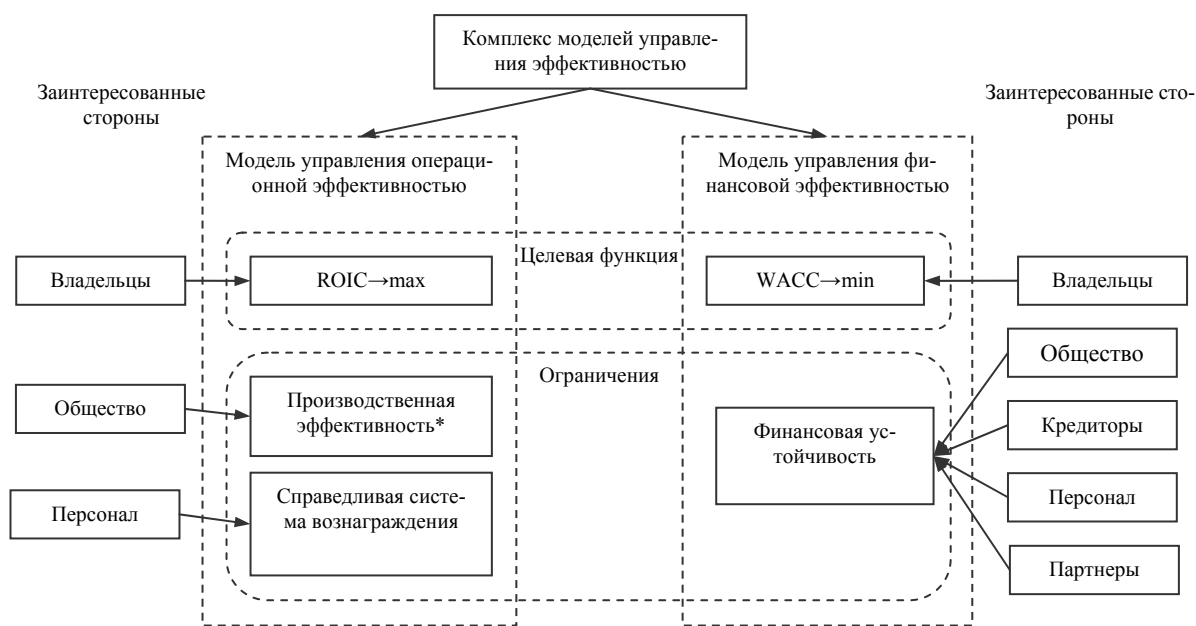 Комплекс моделей управле-
ния эффективностью
Заинтересованные
стороны
Заинтересованные сто-
роны
Модель управления операци-
онной эффективностью
Модель управления фи-
нансовой эффективностью
Целевая функция
Владельцы
ROIC→max
WACC→min
Владельцы
Ограничения
Общество
Производственная
эффективность*
Персонал
Справедливая систе-
ма вознаграждения
Финансовая ус-
тойчивость
Общество
Кредиторы
Персонал
Партнеры